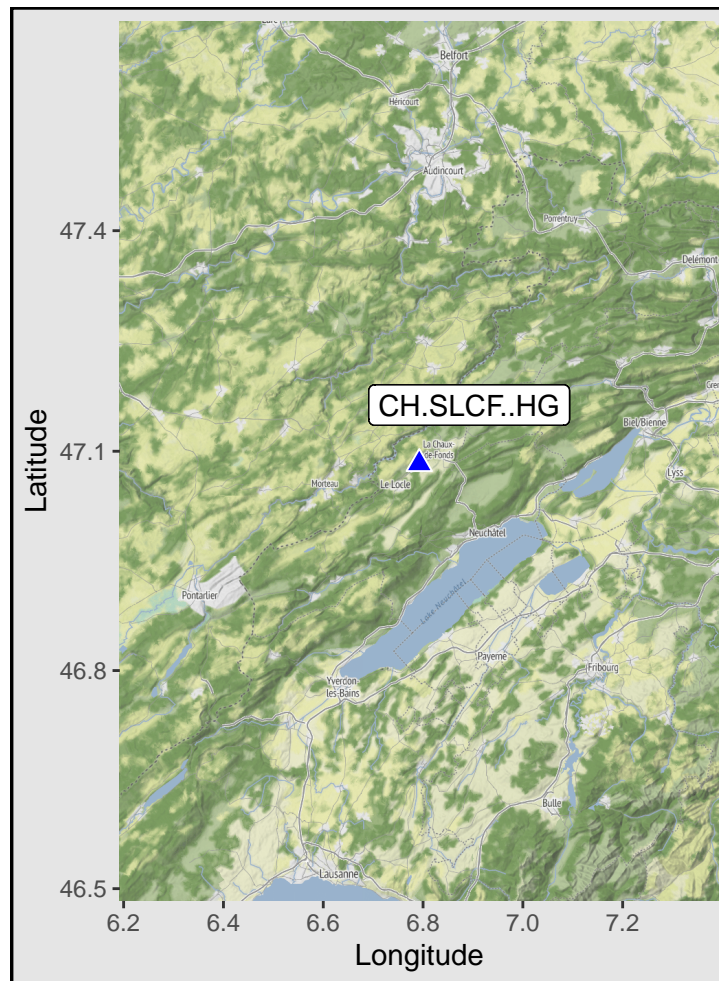 Lure
Belfort
Héricourt
Audincourt
47.4
Porrentruy
Delémont
CH.SLCF..HG
Gren
Biel/Bienne
47.1
La Chaux-
de-Fonds
Lyss
Morteau
Le Locle
Latitude
Neuchâtel
Pontarlier
Lake Neuchâtel
46.8
Payerne
Fribourg
Yverdon
les-Bains
Bulle
Lausanne
46.5
6.2 6.4 6.6 6.8 7.0 7.2
Longitude